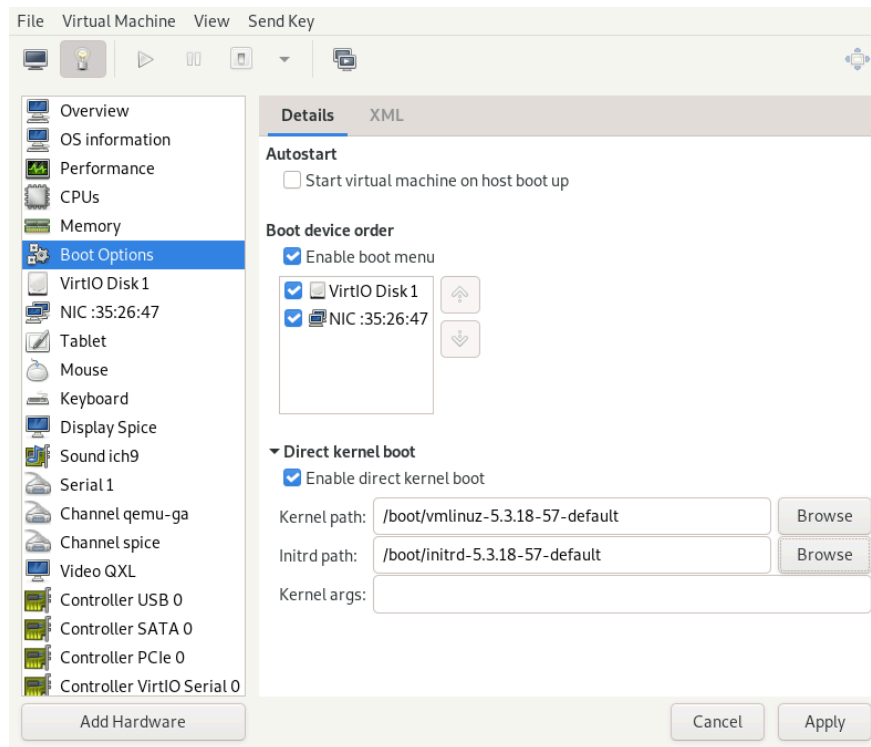 File Virtual Machine View Send Key
Overview
OS information
Performance
CPUs
Memory
Boot Options
VirtIO Disk 1
NIC :35:26:47
Tablet
Mouse
Keyboard
Display Spice
Sound ich9
Serial 1
Channel qemu-ga
Channel spice
Video QXL
Controller USB 0
Controller SATA 0
Controller PCIe 0
Controller VirtIO Serial 0
Add Hardware
Details XML
Autostart
Start virtual machine on host boot up
Boot device order
Enable boot menu
VirtIO Disk 1
NIC :35:26:47
Direct kernel boot
Enable direct kernel boot
Kernel path: /boot/vmlinuz-5.3.18-57-default Browse
Initrd path: /boot/initrd-5.3.18-57-default Browse
Kernel args:
Cancel Apply